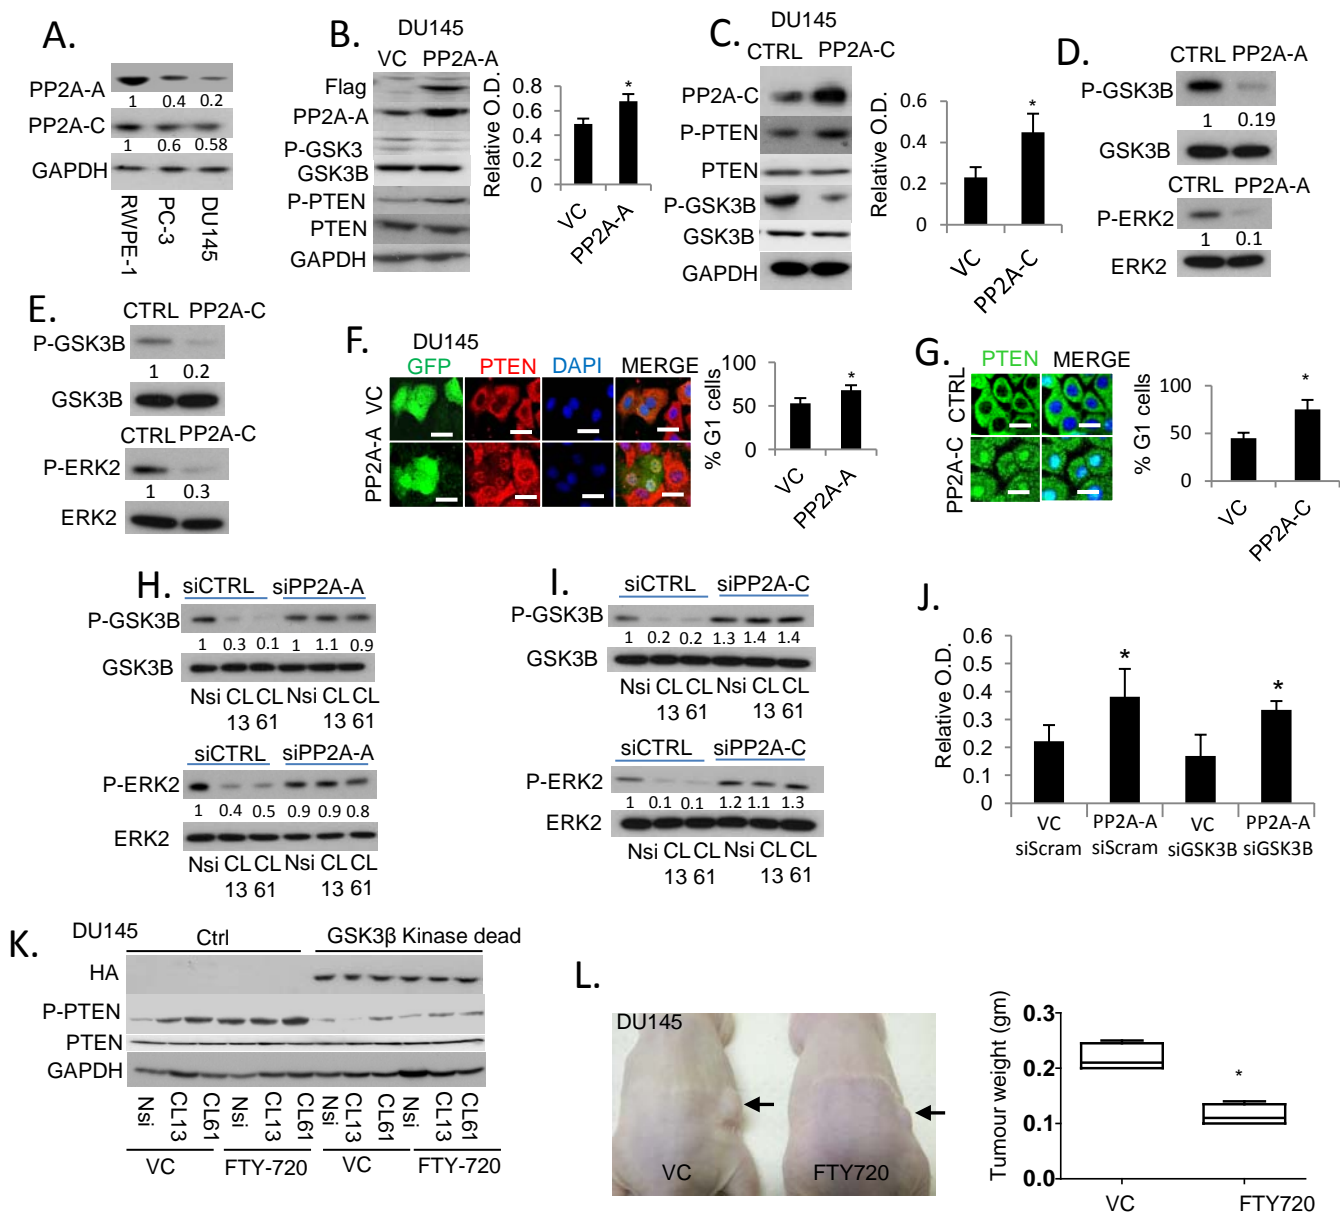 A.
PP2A-A
1 0.4 0.2
PP2A-C
1 0.6 0.58
GAPDH
RWPE-1 PC-3 DU145
B.
DU145
VC PP2A-A
Flag
PP2A-A
P-GSK3
GSK3B
P-PTEN
PTEN
GAPDH
Relative O.D.
0.8
0.6
0.4
0.2
0
*
VC PP2A-A
C.
DU145
CTRL PP2A-C
PP2A-C
P-PTEN
PTEN
P-GSK3B
GSK3B
GAPDH
Relative O.D.
0.6
0.4
0.2
0
*
VC PP2A-C
D.
CTRL PP2A-A
P-GSK3B
1 0.19
GSK3B
CTRL PP2A-A
P-ERK2
1 0.1
ERK2
E.
CTRL PP2A-C
P-GSK3B
1 0.2
GSK3B
CTRL PP2A-C
P-ERK2
1 0.3
ERK2
F.
DU145
GFP PTEN DAPI MERGE
VC
PP2A-A
% G1 cells
100
50
0
*
VC PP2A-A
G.
PTEN MERGE
CTRL
PP2A-C
% G1 cells
100
50
0
*
VC PP2A-C
H.
siCTRL siPP2A-A
P-GSK3B
1 0.3 0.1 1 1.1 0.9
GSK3B
Nsi CL CL Nsi CL CL
13 61 13 61
siCTRL siPP2A-A
P-ERK2
1 0.4 0.5 0.9 0.9 0.8
ERK2
Nsi CL CL Nsi CL CL
13 61 13 61
I.
siCTRL siPP2A-C
P-GSK3B
1 0.2 0.2 1.3 1.4 1.4
GSK3B
Nsi CL CL Nsi CL CL
13 61 13 61
siCTRL siPP2A-C
P-ERK2
1 0.1 0.1 1.2 1.1 1.3
ERK2
Nsi CL CL Nsi CL CL
13 61 13 61
J.
Relative O.D.
0.6
0.5
0.4
0.3
0.2
0.1
0
* *
VC PP2A-A VC PP2A-A
siScram siScram siGSK3B siGSK3B
K.
DU145
Ctrl GSK3β Kinase dead
HA
P-PTEN
PTEN
GAPDH
Nsi CL13 CL61 Nsi CL13 CL61 Nsi CL13 CL61 Nsi CL13 CL61
VC FTY-720 VC FTY-720
L.
DU145
VC FTY720
Tumour weight (gm)
0.3
0.2
0.1
0.0
*
VC FTY720